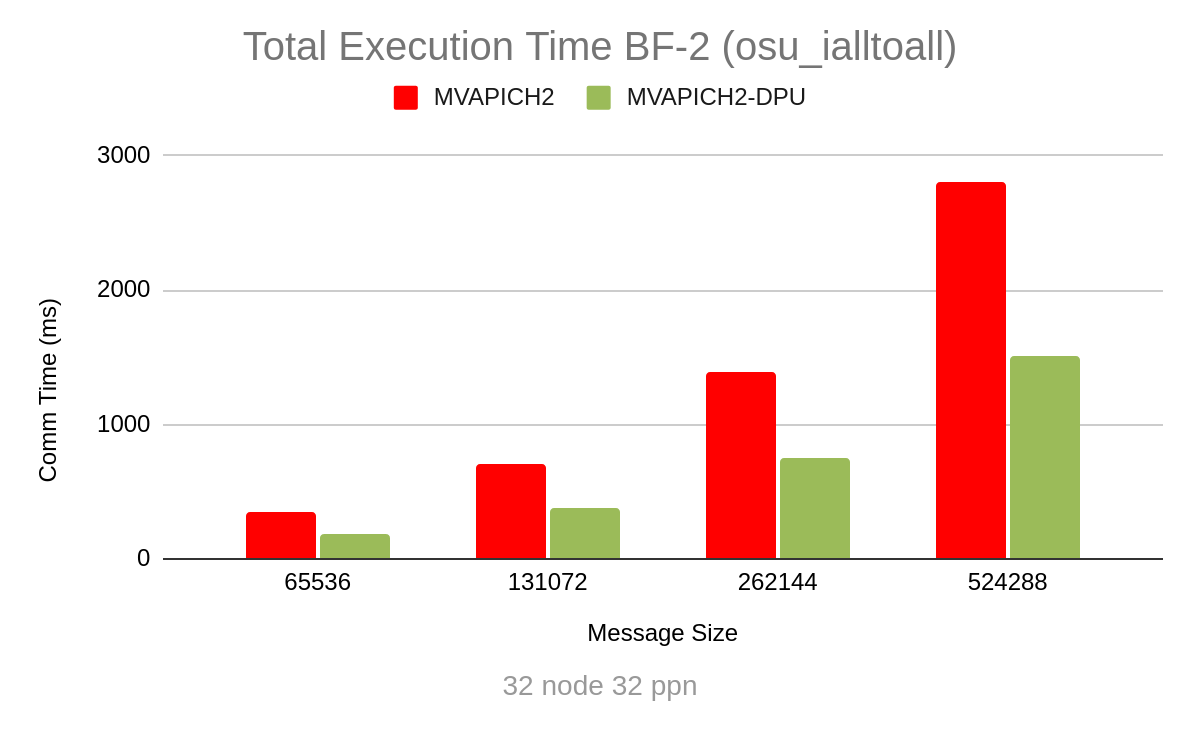 Total Execution Time BF-2 (osu_ialltoall)
MVAPICH2 MVAPICH2-DPU
3000
2000
1000
0
Comm Time (ms)
65536 131072 262144 524288
Message Size
32 node 32 ppn